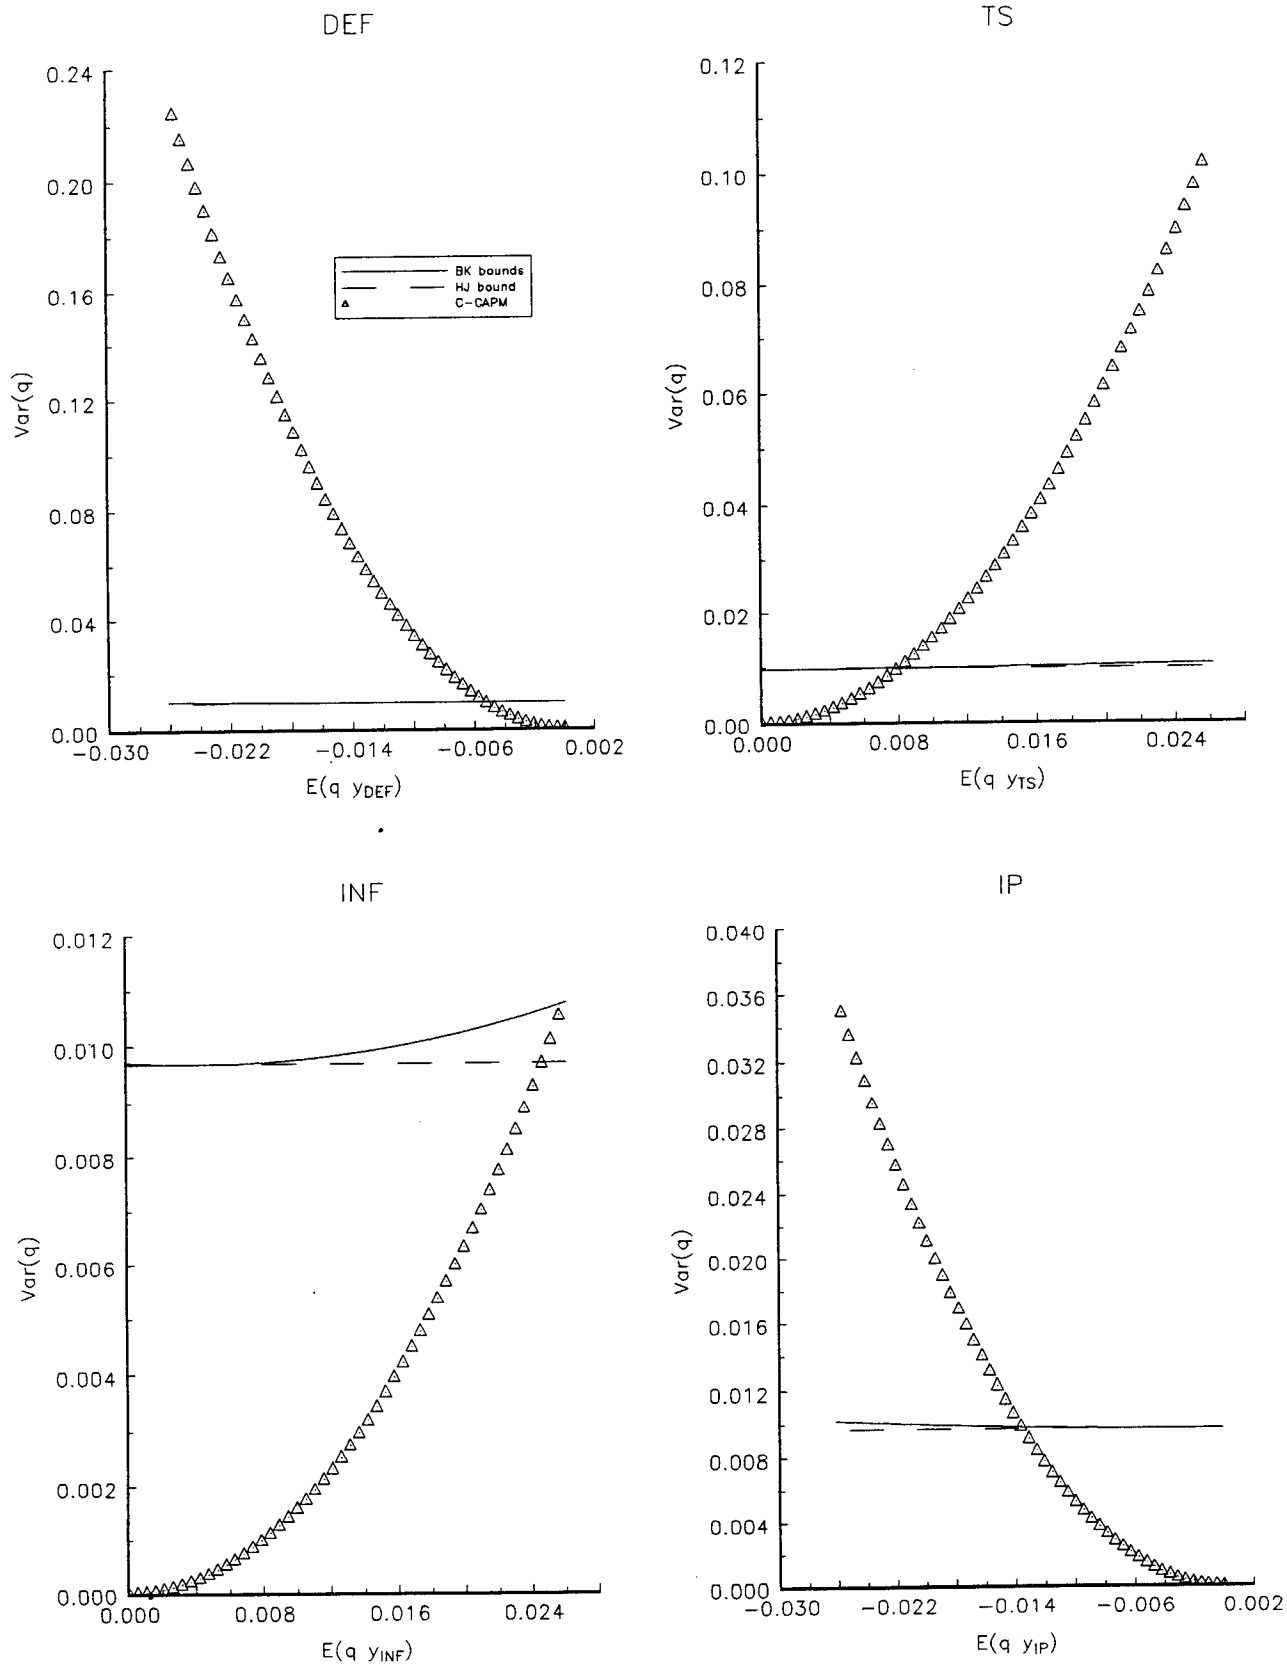 DEF
0.24
0.20
0.16
0.12
0.08
0.04
0.00
Var(q)
BK bounds
HJ bound
C-CAPM
-0.030 -0.022 -0.014 -0.006 0.002
E(q yDEF)
TS
0.12
0.10
0.08
0.06
0.04
0.02
0.00
Var(q)
0.000 0.008 0.016 0.024
E(q yTS)
INF
0.012
0.010
0.008
0.006
0.004
0.002
0.000
Var(q)
0.000 0.008 0.016 0.024
E(q yINF)
IP
0.040
0.036
0.032
0.028
0.024
0.020
0.016
0.012
0.008
0.004
0.000
Var(q)
-0.030 -0.022 -0.014 -0.006 0.002
E(q yIP)